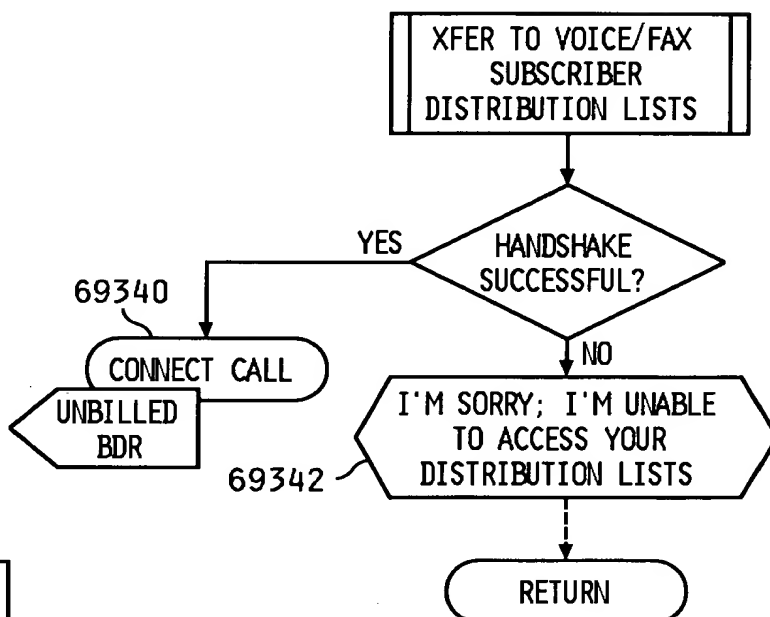 XFER TO VOICE/FAX
SUBSCRIBER
DISTRIBUTION LISTS
HANDSHAKE
SUCCESSFUL?
YES
NO
69340
CONNECT CALL
UNBILLED
BDR
I'M SORRY; I'M UNABLE
TO ACCESS YOUR
DISTRIBUTION LISTS
69342
RETURN